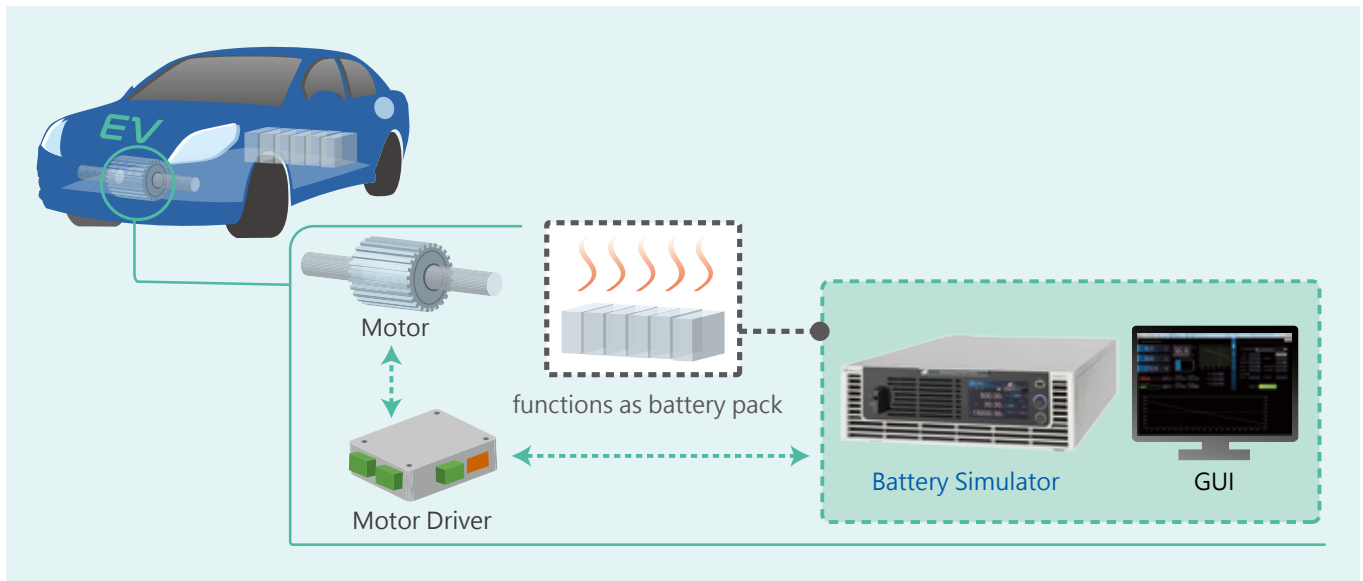 EV
Motor
functions as battery pack
Motor Driver
Battery Simulator
GUI